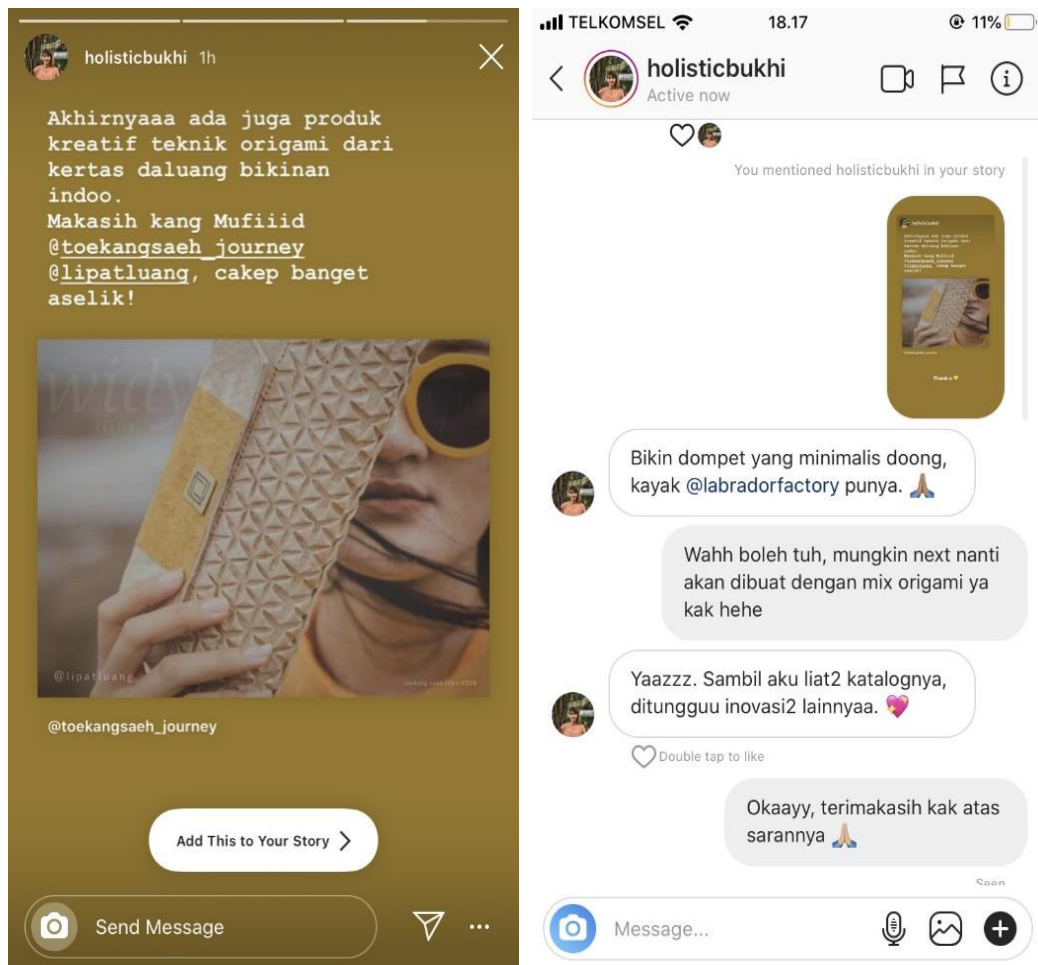 holisticbukhi 1h
Akhirnyaaa ada juga produk
kreatif teknik origami dari
kertas daluang bikinan
indoo.
Makasih kang Mufiiid
@toekangsaeh_journey
@lipatluang, cakep banget
aselik!
widy
@lipatluang
@toekangsaeh_journey
Add This to Your Story
Send Message
TELKOMSEL 18.17 11%
holisticbukhi
Active now
You mentioned holisticbukhi in your story
Bikin dompet yang minimalis doong,
kayak @labradorfactory punya. 🙏🏽
Wahh boleh tuh, mungkin next nanti
akan dibuat dengan mix origami ya
kak hehe
Yaazzz. Sambil aku liat2 katalognya,
ditungguu inovasi2 lainnyaa. 💖
Double tap to like
Okaayy, terimakasih kak atas
sarannya 🙏🏼
Seen
Message...